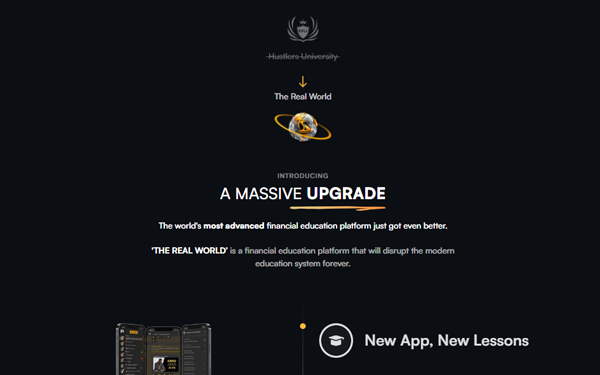 Hustlers University
The Real World
INTRODUCING
A MASSIVE UPGRADE
The world's most advanced financial education platform just got even better.
'THE REAL WORLD' is a financial education platform that will disrupt the modern
education system forever.
New App, New Lessons